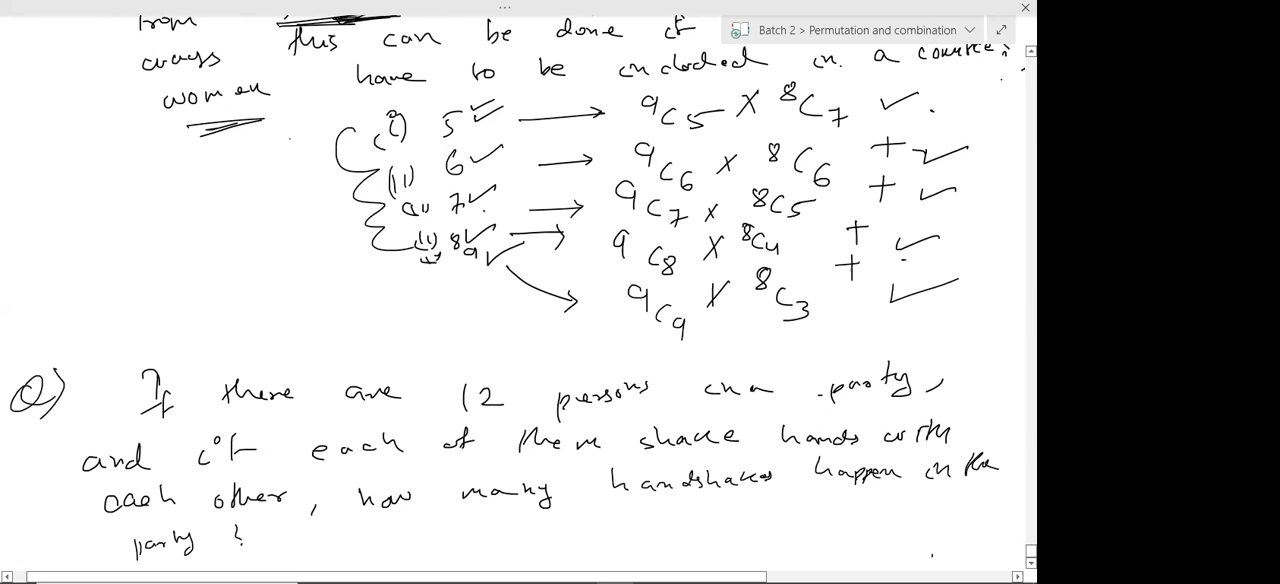 from this can be done if Batch 2 > Permutation and combination
ways have to be included in a committee
women
(i) 5 ✓ → 9C5 × 8C7 ✓
(ii) 6 ✓ → 9C6 × 8C6 + ✓
7 ✓ → 9C7 × 8C5 + ✓
8 ✓ → 9C8 × 8C4 + ✓
9 ✓ → 9C9 × 8C3 + ✓
Q) If there are 12 persons in a party,
and if each of them shake hands with
each other, how many handshakes happen in the
party ?